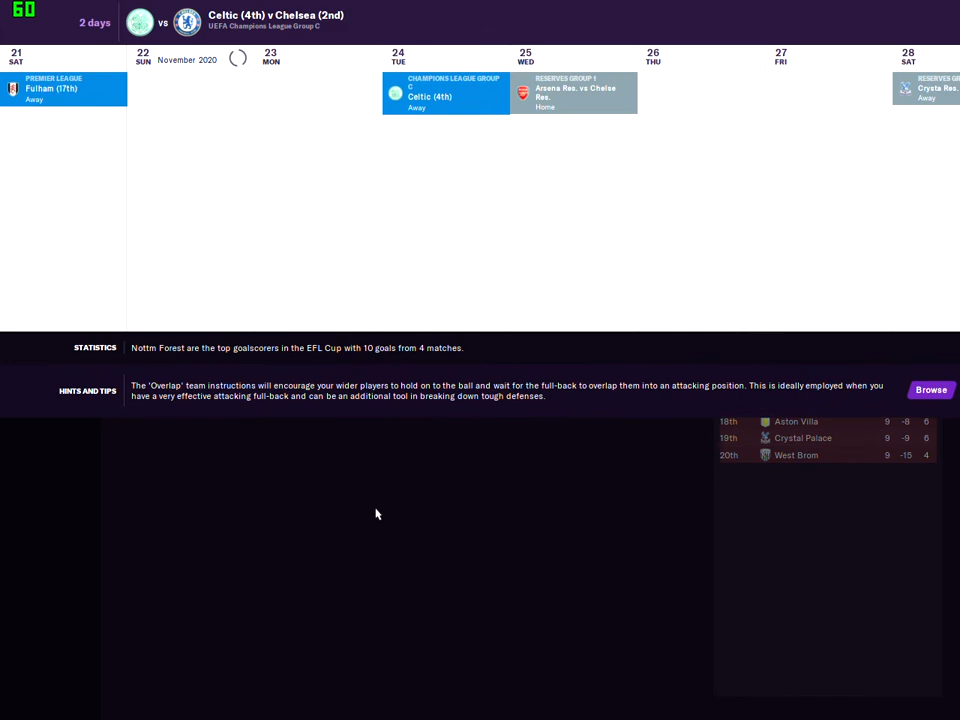 60
2 days
vs
Celtic (4th) v Chelsea (2nd)
UEFA Champions League Group C
21
SAT
22
SUN
November 2020
23
MON
24
TUE
25
WED
26
THU
27
FRI
28
SAT
PREMIER LEAGUE
Fulham (17th)
Away
CHAMPIONS LEAGUE GROUP
C
Celtic (4th)
Away
RESERVES GROUP 1
Arsena Res. vs Chelse
Res.
Home
RESERVES GR
Crysta Res.
Away
STATISTICS
Nottm Forest are the top goalscorers in the EFL Cup with 10 goals from 4 matches.
HINTS AND TIPS
The 'Overlap' team instructions will encourage your wider players to hold on to the ball and wait for the full-back to overlap them into an attacking position. This is ideally employed when you
have a very effective attacking full-back and can be an additional tool in breaking down tough defenses.
Browse
18th Aston Villa 9 -8 6
19th Crystal Palace 9 -9 6
20th West Brom 9 -15 4